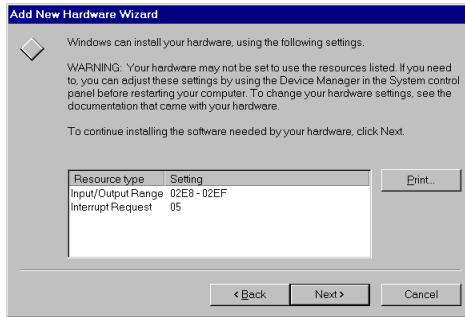 Add New Hardware Wizard
Windows can install your hardware, using the following settings.
WARNING: Your hardware may not be set to use the resources listed. If you need
to, you can adjust these settings by using the Device Manager in the System control
panel before restarting your computer. To change your hardware settings, see the
documentation that came with your hardware.
To continue installing the software needed by your hardware, click Next.
Resource type Setting
Input/Output Range 02E8 - 02EF
Interrupt Request 05
Print...
< Back Next > Cancel